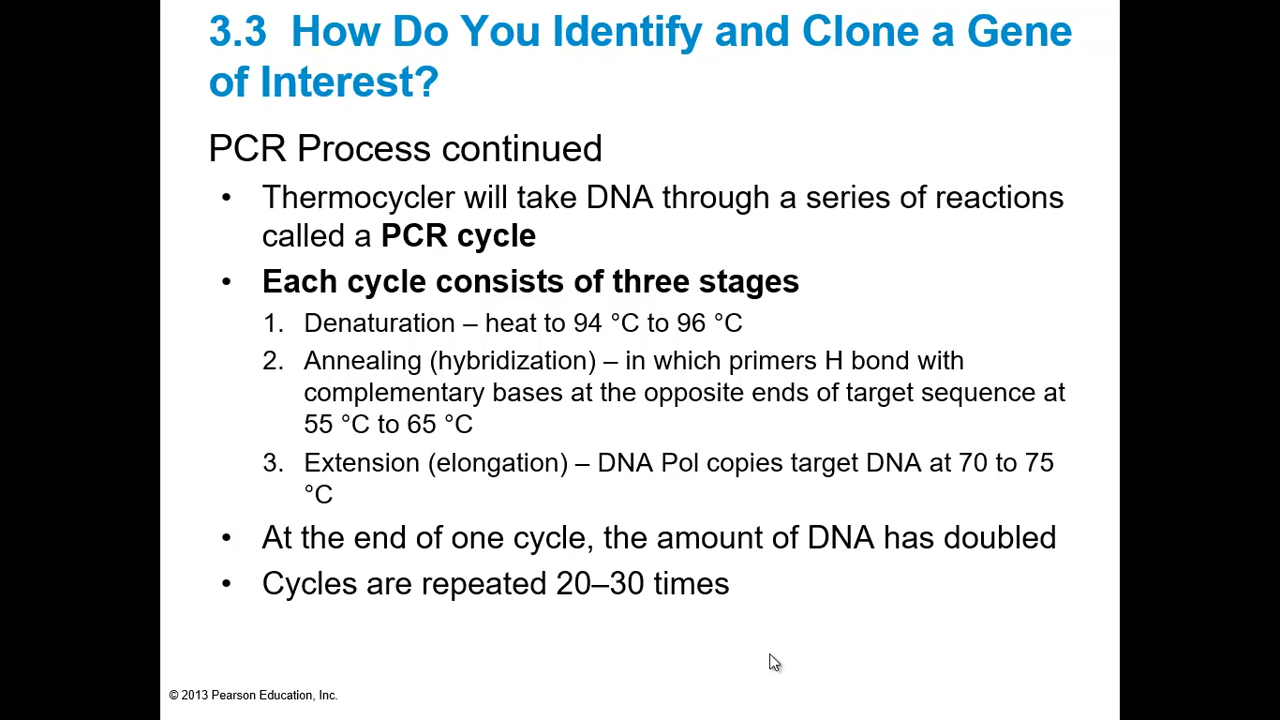 3.3 How Do You Identify and Clone a Gene
of Interest?
PCR Process continued
• Thermocycler will take DNA through a series of reactions
called a PCR cycle
• Each cycle consists of three stages
1. Denaturation – heat to 94 °C to 96 °C
2. Annealing (hybridization) – in which primers H bond with
complementary bases at the opposite ends of target sequence at
55 °C to 65 °C
3. Extension (elongation) – DNA Pol copies target DNA at 70 to 75
°C
• At the end of one cycle, the amount of DNA has doubled
• Cycles are repeated 20–30 times
© 2013 Pearson Education, Inc.